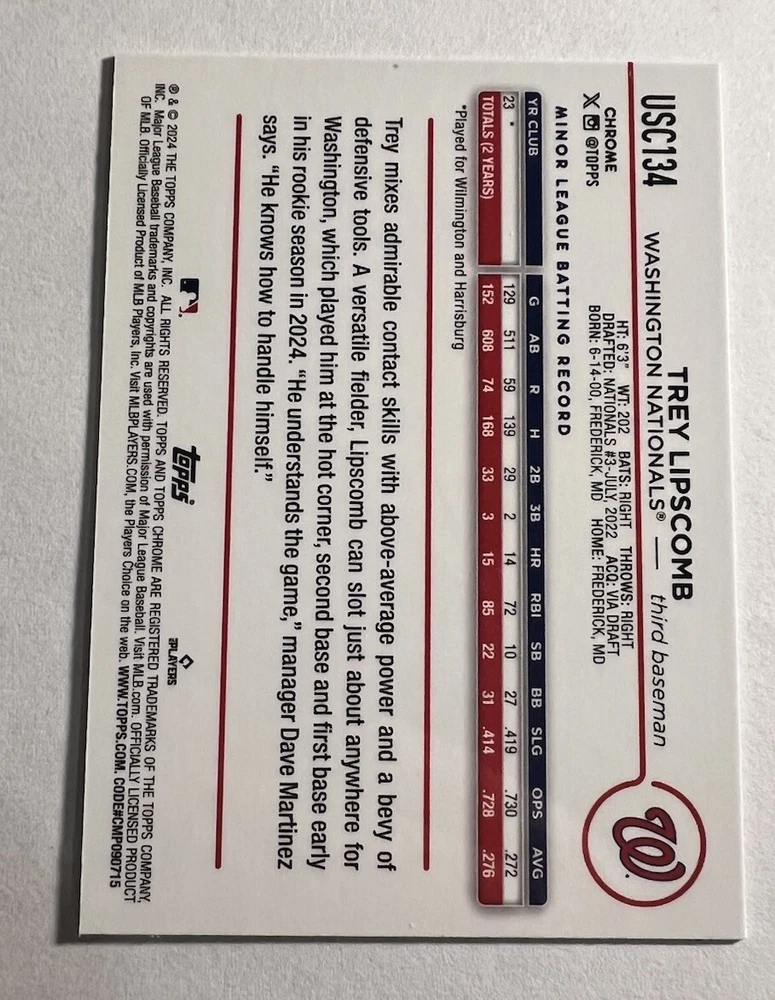 USC134
TREY LIPSCOMB
WASHINGTON NATIONALS® — third baseman
CHROME
X @TOPPS
HT: 6'3" WT: 202 BATS: RIGHT THROWS: RIGHT
DRAFTED: NATIONALS #3-JULY, 2022 ACQ: VIA DRAFT
BORN: 6-14-00, FREDERICK, MD HOME: FREDERICK, MD
W
MINOR LEAGUE BATTING RECORD
YR CLUB G AB R H 2B 3B HR RBI SB BB SLG OPS AVG
23 * 129 511 59 139 29 2 14 72 10 27 .419 .730 .272
TOTALS (2 YEARS) 152 608 74 168 33 3 15 85 22 31 .414 .728 .276
*Played for Wilmington and Harrisburg
Trey mixes admirable contact skills with above-average power and a bevy of
defensive tools. A versatile fielder, Lipscomb can slot just about anywhere for
Washington, which played him at the hot corner, second base and first base early
in his rookie season in 2024. “He understands the game,” manager Dave Martinez
says. “He knows how to handle himself.”
topps
PLAYERS
® & © 2024 THE TOPPS COMPANY, INC. ALL RIGHTS RESERVED. TOPPS AND TOPPS CHROME ARE REGISTERED TRADEMARKS OF THE TOPPS COMPANY,
INC. Major League Baseball trademarks and copyrights are used with permission of Major League Baseball. Visit MLB.com. OFFICIALLY LICENSED PRODUCT
OF MLB Players, Inc. Officially Licensed Product of MLB Players, Inc. Visit MLBPLAYERS.COM, the Players Choice on the web. WWW.TOPPS.COM. CODE#CMP090715